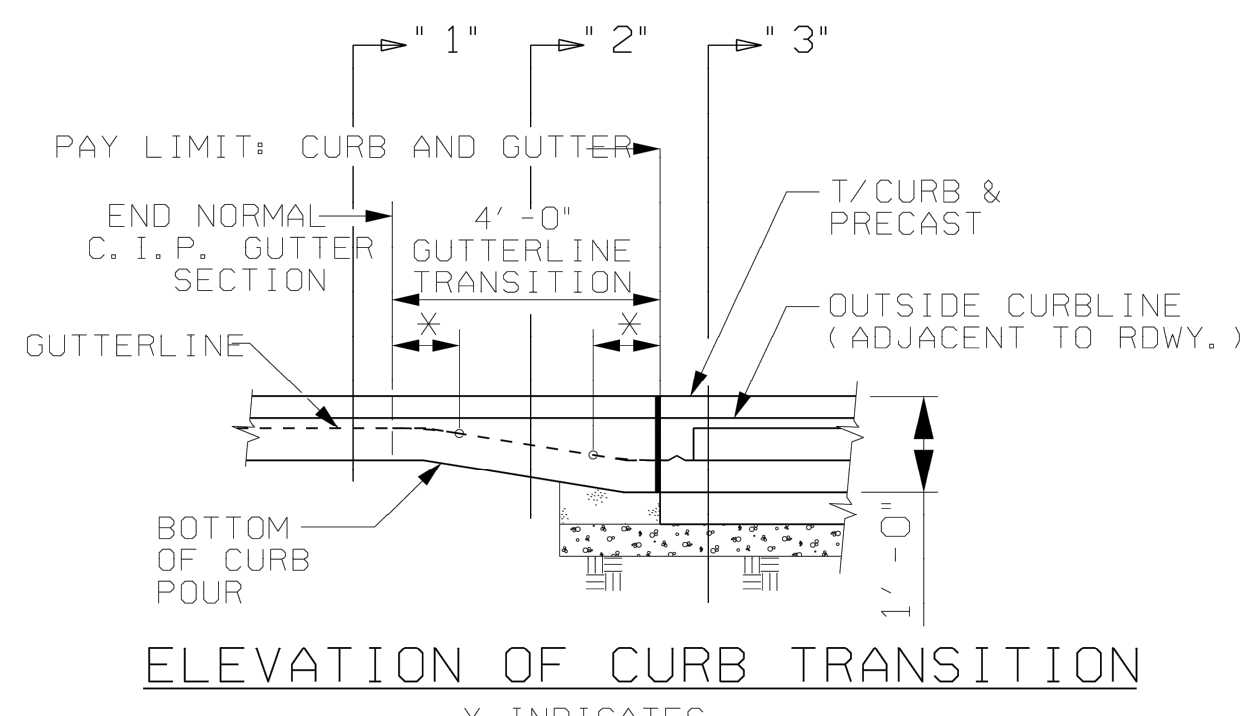 "1"
"2"
"3"
PAY LIMIT: CURB AND GUTTER
END NORMAL
C.I.P. GUTTER
SECTION
4'-0"
GUTTERLINE
TRANSITION
X
X
T/CURB &
PRECAST
OUTSIDE CURBLINE
(ADJACENT TO RDWY.)
GUTTERLINE
BOTTOM
OF CURB
POUR
1'-0"
ELEVATION OF CURB TRANSITION
X INDICATES